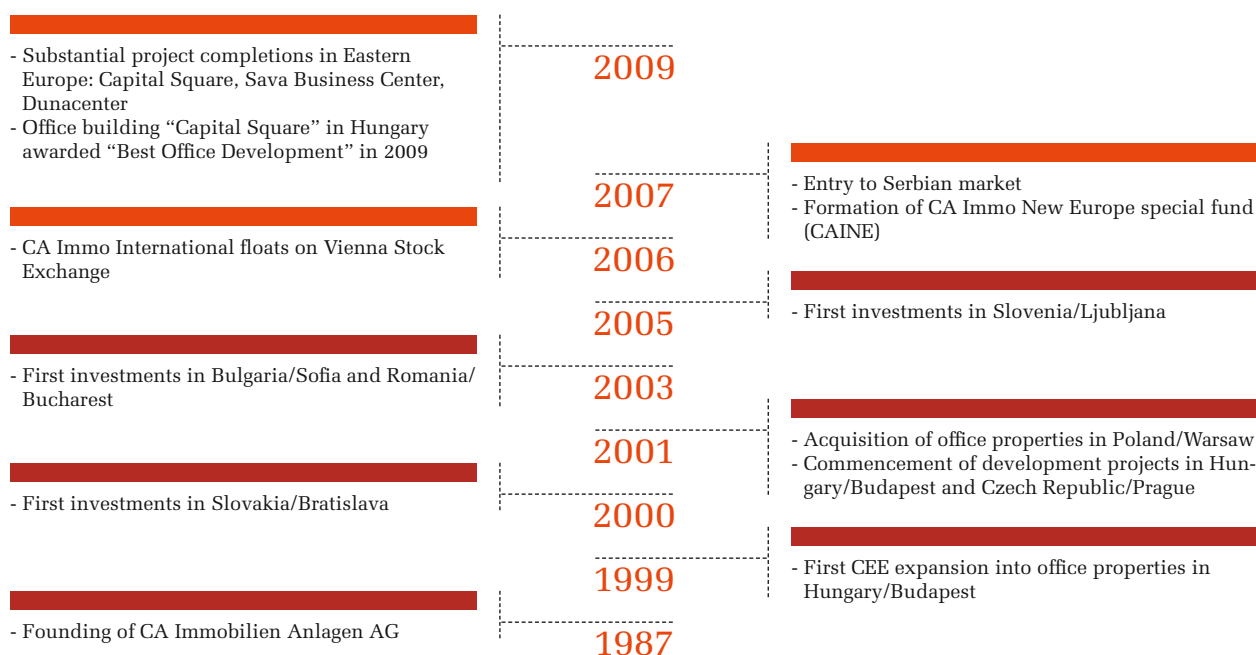 - Substantial project completions in Eastern
Europe: Capital Square, Sava Business Center,
Dunacenter
- Office building “Capital Square” in Hungary
awarded “Best Office Development” in 2009
2009
2007
- Entry to Serbian market
- Formation of CA Immo New Europe special fund
(CAINE)
- CA Immo International floats on Vienna Stock
Exchange
2006
2005
- First investments in Slovenia/Ljubljana
- First investments in Bulgaria/Sofia and Romania/
Bucharest
2003
2001
- Acquisition of office properties in Poland/Warsaw
- Commencement of development projects in Hun-
gary/Budapest and Czech Republic/Prague
- First investments in Slovakia/Bratislava
2000
1999
- First CEE expansion into office properties in
Hungary/Budapest
- Founding of CA Immobilien Anlagen AG
1987